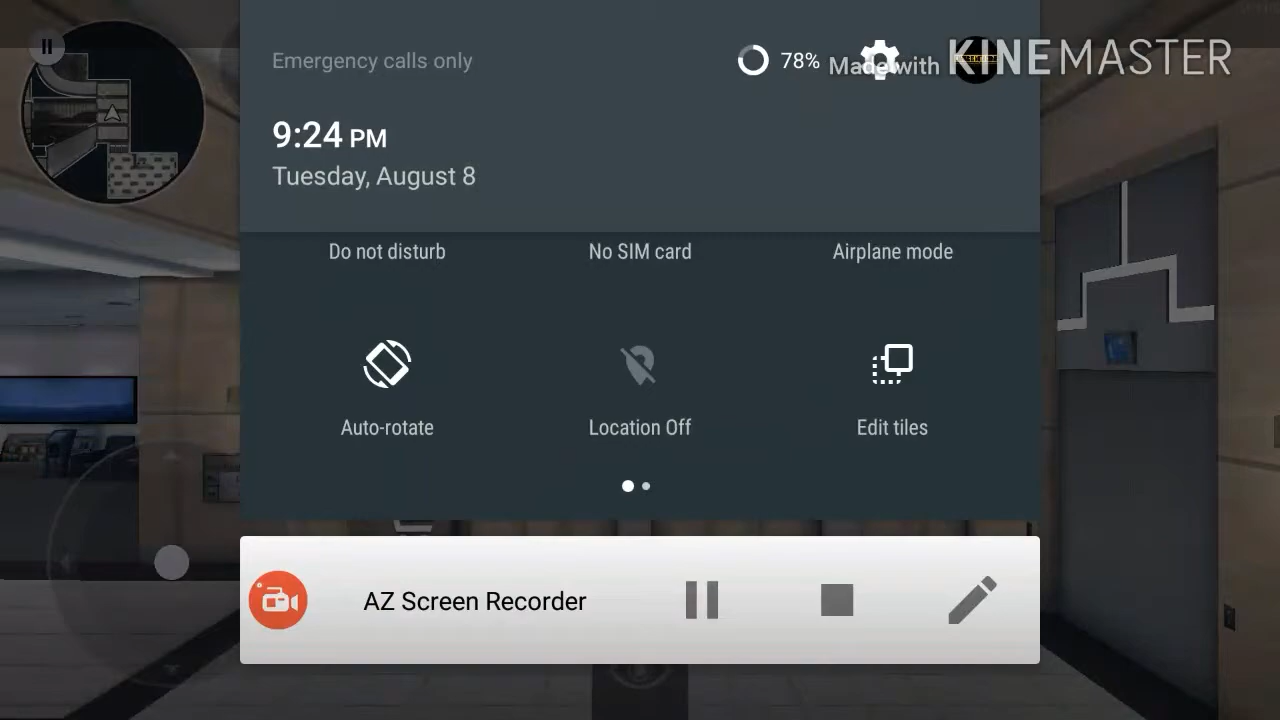 Emergency calls only
78%
Made with KINEMASTER
9:24 PM
Tuesday, August 8
Do not disturb
No SIM card
Airplane mode
Auto-rotate
Location Off
Edit tiles
AZ Screen Recorder